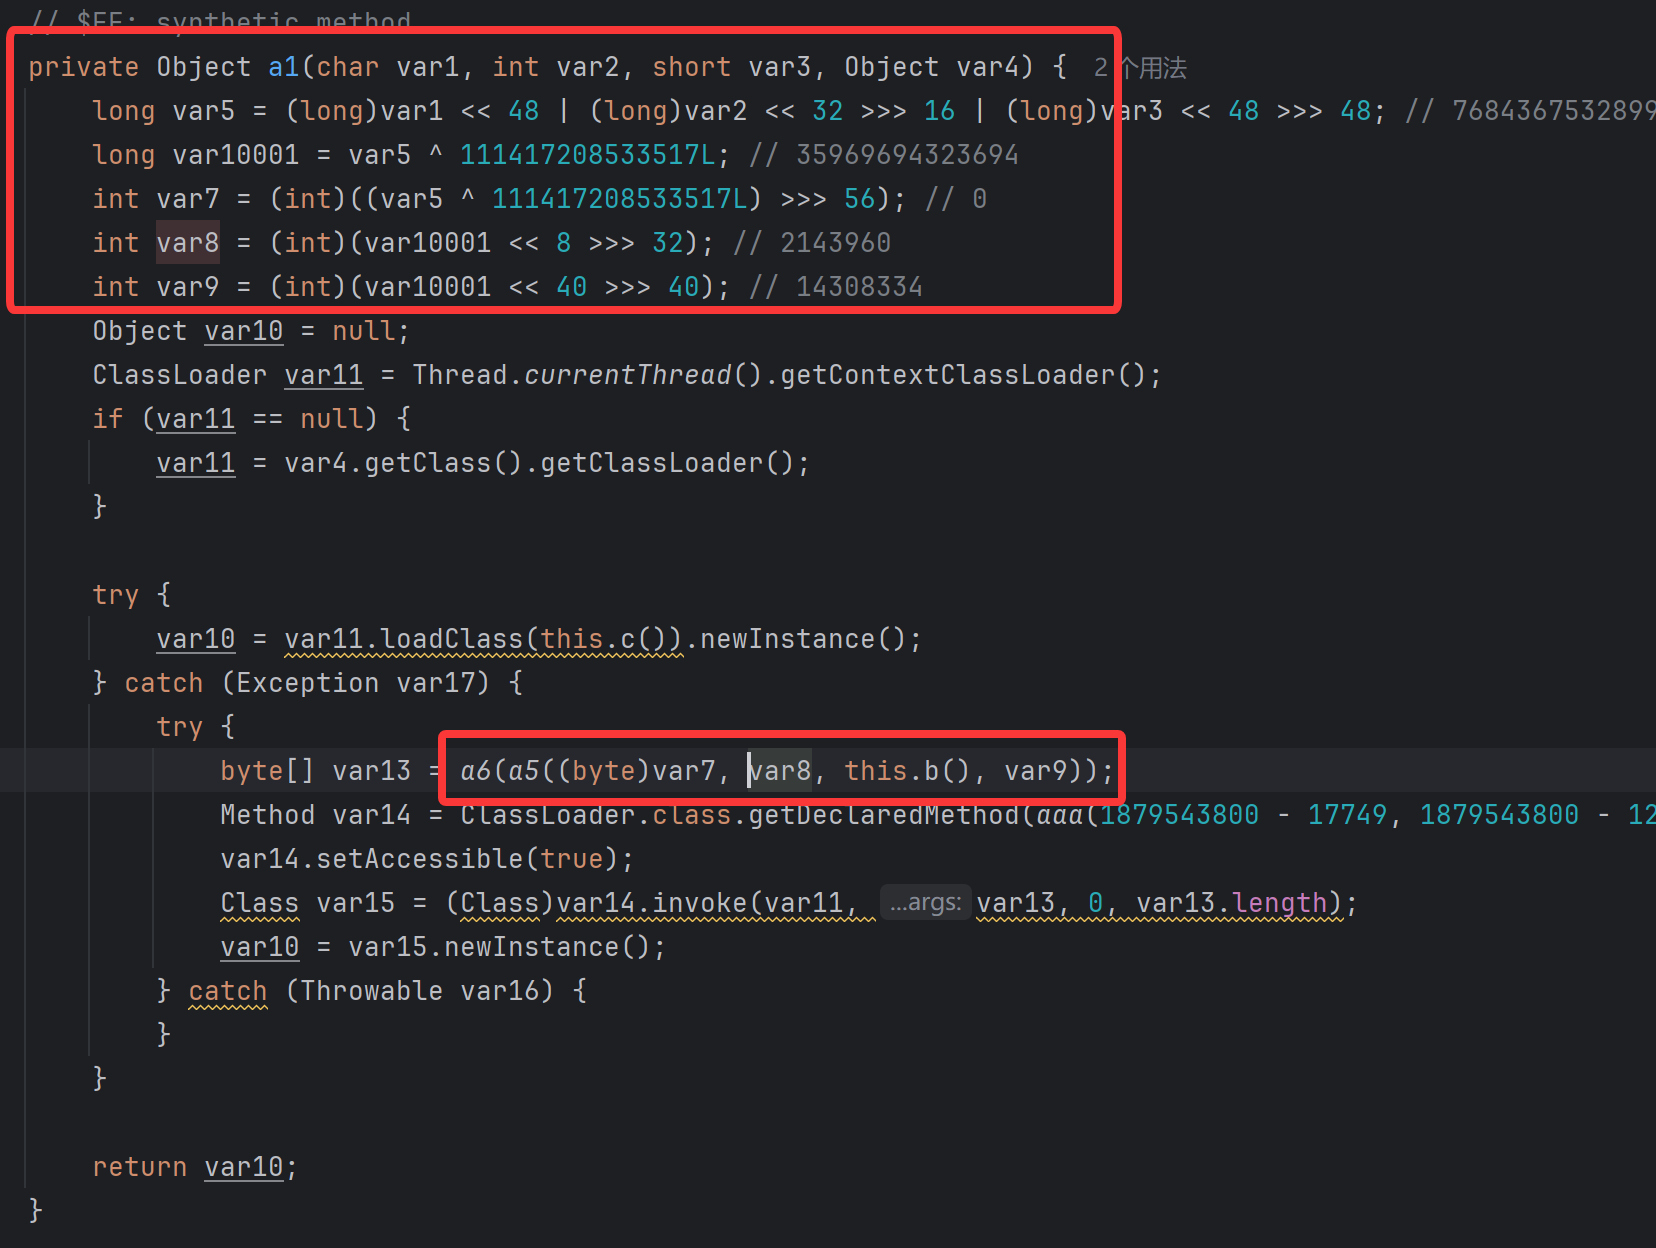 // $FF: synthetic method
private Object a1(char var1, int var2, short var3, Object var4) {  2 个用法
long var5 = (long)var1 << 48 | (long)var2 << 32 >>> 16 | (long)var3 << 48 >>> 48; // 7684367532899
long var10001 = var5 ^ 111417208533517L; // 35969694323694
int var7 = (int)((var5 ^ 111417208533517L) >>> 56); // 0
int var8 = (int)(var10001 << 8 >>> 32); // 2143960
int var9 = (int)(var10001 << 40 >>> 40); // 14308334
Object var10 = null;
ClassLoader var11 = Thread.currentThread().getContextClassLoader();
if (var11 == null) {
var11 = var4.getClass().getClassLoader();
}
try {
var10 = var11.loadClass(this.c()).newInstance();
} catch (Exception var17) {
try {
byte[] var13 = a6(a5((byte)var7, var8, this.b(), var9));
Method var14 = ClassLoader.class.getDeclaredMethod(aaa(1879543800 - 17749, 1879543800 - 12
var14.setAccessible(true);
Class var15 = (Class)var14.invoke(var11, ...args: var13, 0, var13.length);
var10 = var15.newInstance();
} catch (Throwable var16) {
}
}
return var10;
}